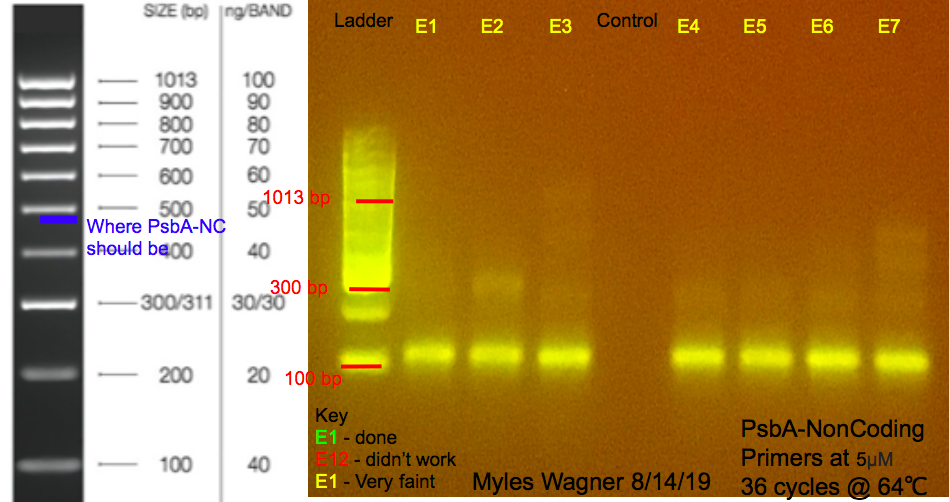 SIZE (bp) ng/BAND
1013 100
900 90
800 80
700 70
600 60
500 50
400 40
300/311 30/30
200 20
100 40
Where PsbA-NC
should be
Ladder E1 E2 E3 Control E4 E5 E6 E7
1013 bp
300 bp
100 bp
Key
E1 - done
E12 - didn't work
E1 - Very faint
Myles Wagner 8/14/19
PsbA-NonCoding
Primers at 5µM
36 cycles @ 64℃